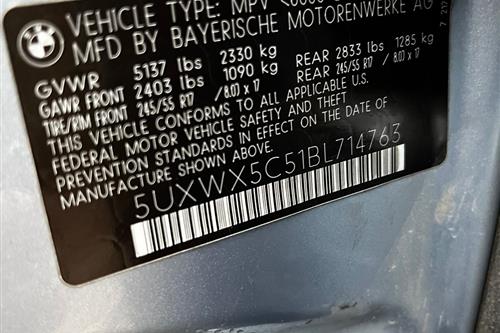 VEHICLE TYPE: MPV
MFD BY BAYERISCHE MOTORENWERKE AG
GVWR 5137 lbs 2330 kg
GAWR FRONT 2403 lbs 1090 kg REAR 2833 lbs 1285 kg
TIRE/RIM FRONT 245/55 R17 / 8.0J x 17 REAR 245/55 R17 / 8.0J x 17
THIS VEHICLE CONFORMS TO ALL APPLICABLE U.S.
FEDERAL MOTOR VEHICLE SAFETY, BUMPER, AND THEFT
PREVENTION STANDARDS IN EFFECT ON THE DATE OF
MANUFACTURE SHOWN ABOVE.
5UXWX5C51BL714763